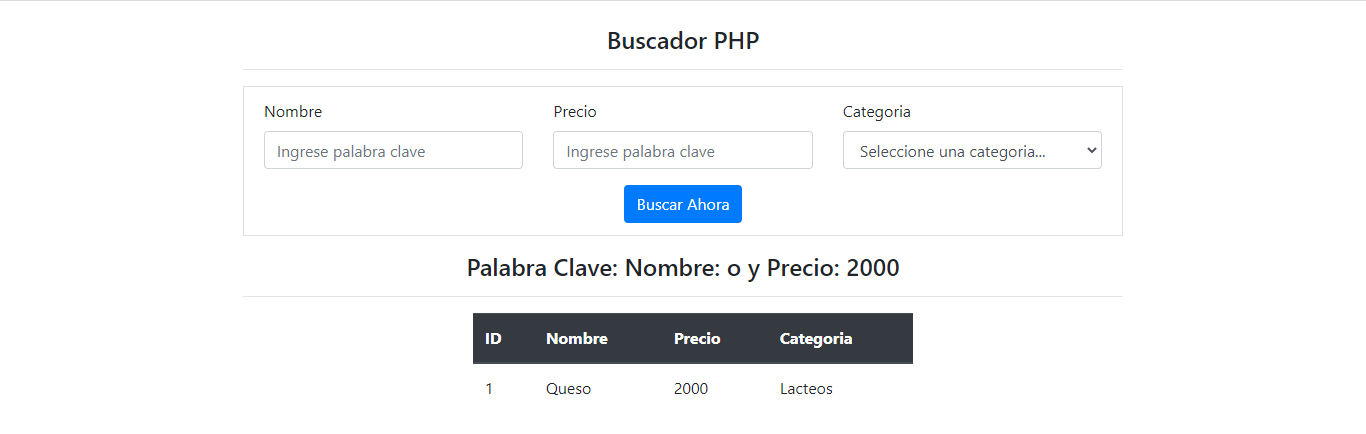 Buscador PHP
Nombre Precio Categoria
Ingrese palabra clave Ingrese palabra clave Seleccione una categoria...
Buscar Ahora
Palabra Clave: Nombre: o y Precio: 2000
ID Nombre Precio Categoria
1 Queso 2000 Lacteos